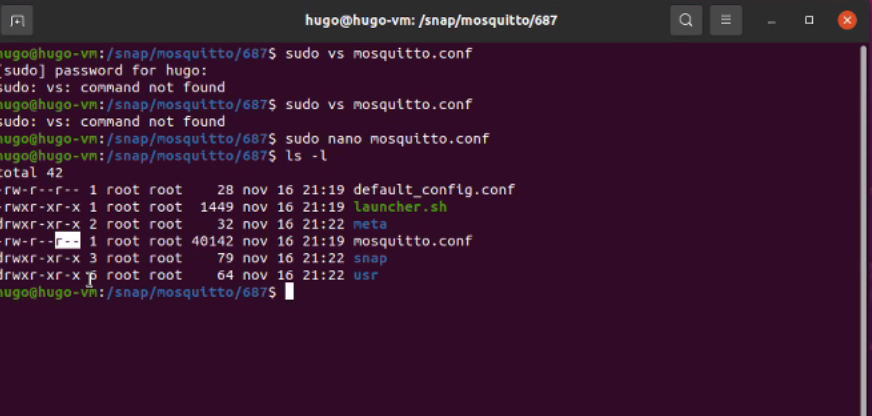 hugo@hugo-vm: /snap/mosquitto/687
hugo@hugo-vm:/snap/mosquitto/687$ sudo vs mosquitto.conf
[sudo] password for hugo:
sudo: vs: command not found
hugo@hugo-vm:/snap/mosquitto/687$ sudo vs mosquitto.conf
sudo: vs: command not found
hugo@hugo-vm:/snap/mosquitto/687$ sudo nano mosquitto.conf
hugo@hugo-vm:/snap/mosquitto/687$ ls -l
total 42
-rw-r--r-- 1 root root    28 nov 16 21:19 default_config.conf
-rwxr-xr-x 1 root root  1449 nov 16 21:19 launcher.sh
drwxr-xr-x 2 root root    32 nov 16 21:22 meta
-rw-r--r-- 1 root root 40142 nov 16 21:19 mosquitto.conf
drwxr-xr-x 3 root root    79 nov 16 21:22 snap
drwxr-xr-x 6 root root    64 nov 16 21:22 usr
hugo@hugo-vm:/snap/mosquitto/687$